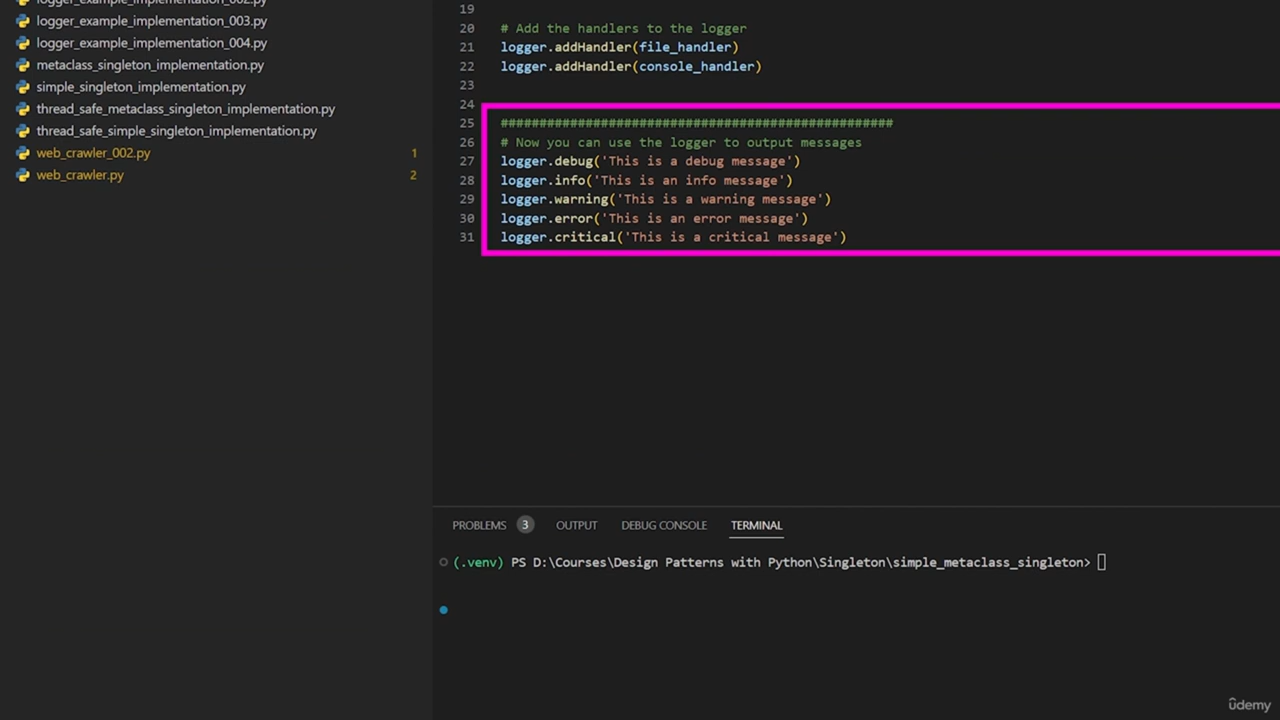 logger_example_implementation_002.py
logger_example_implementation_003.py
logger_example_implementation_004.py
metaclass_singleton_implementation.py
simple_singleton_implementation.py
thread_safe_metaclass_singleton_implementation.py
thread_safe_simple_singleton_implementation.py
web_crawler_002.py 1
web_crawler.py 2
19
20 # Add the handlers to the logger
21 logger.addHandler(file_handler)
22 logger.addHandler(console_handler)
23
24
25 ###################################################
26 # Now you can use the logger to output messages
27 logger.debug('This is a debug message')
28 logger.info('This is an info message')
29 logger.warning('This is a warning message')
30 logger.error('This is an error message')
31 logger.critical('This is a critical message')
PROBLEMS 3 OUTPUT DEBUG CONSOLE TERMINAL
(.venv) PS D:\Courses\Design Patterns with Python\Singleton\simple_metaclass_singleton>
ûdemy